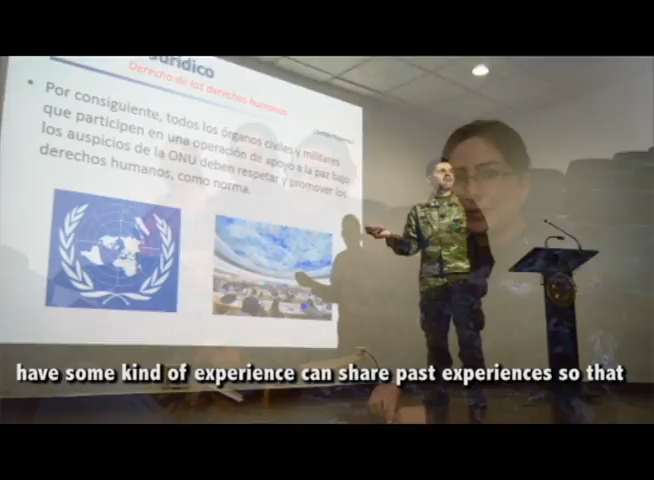 Jurídico
Derecho de los derechos humanos
Por consiguiente, todos los órganos civiles y militares
que participen en una operación de apoyo a la paz bajo
los auspicios de la ONU deben respetar y promover los
derechos humanos, como norma.
have some kind of experience can share past experiences so that